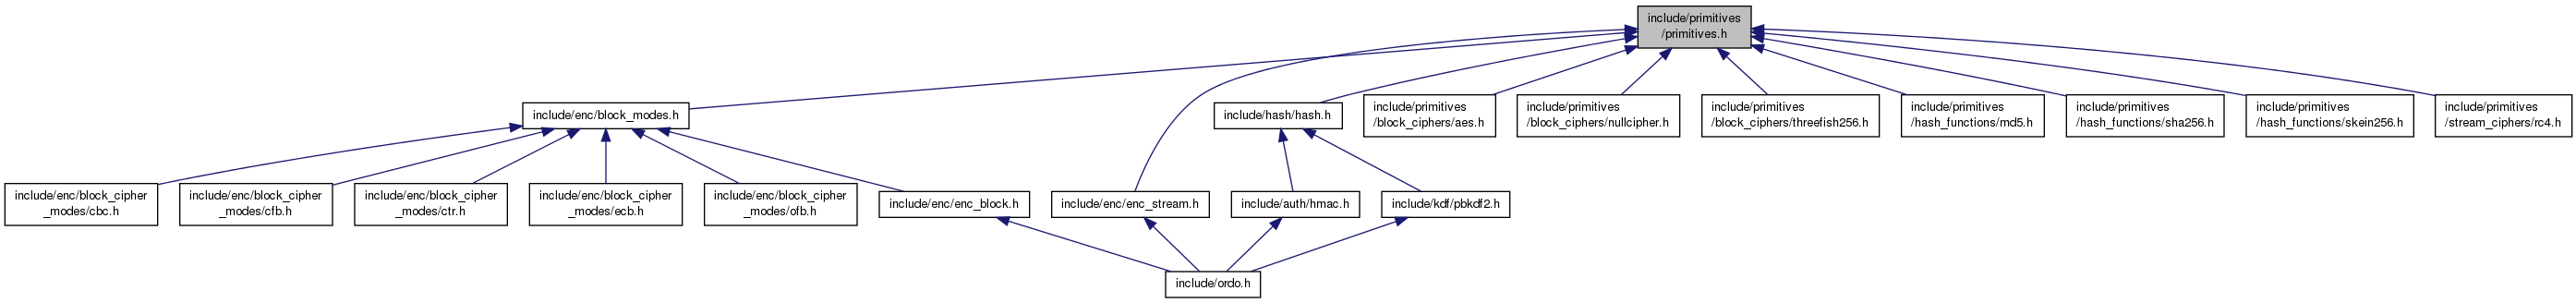 include/primitives
/primitives.h
include/enc/block_modes.h
include/hash/hash.h
include/primitives
/block_ciphers/aes.h
include/primitives
/block_ciphers/nullcipher.h
include/primitives
/block_ciphers/threefish256.h
include/primitives
/hash_functions/md5.h
include/primitives
/hash_functions/sha256.h
include/primitives
/hash_functions/skein256.h
include/primitives
/stream_ciphers/rc4.h
include/enc/block_cipher
_modes/cbc.h
include/enc/block_cipher
_modes/cfb.h
include/enc/block_cipher
_modes/ctr.h
include/enc/block_cipher
_modes/ecb.h
include/enc/block_cipher
_modes/ofb.h
include/enc/enc_block.h
include/enc/enc_stream.h
include/auth/hmac.h
include/kdf/pbkdf2.h
include/ordo.h